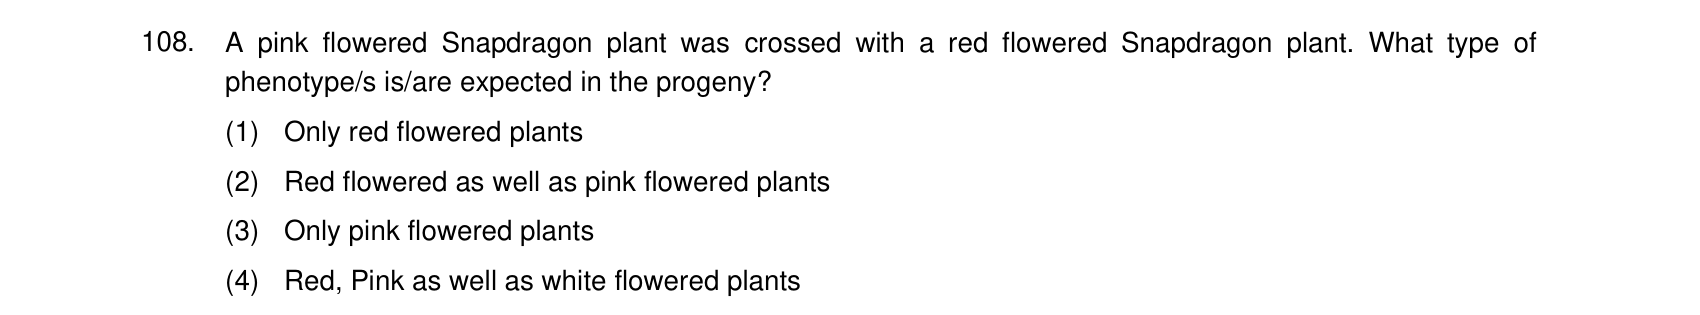 108. A pink flowered Snapdragon plant was crossed with a red flowered Snapdragon plant. What type of
phenotype/s is/are expected in the progeny?
(1) Only red flowered plants
(2) Red flowered as well as pink flowered plants
(3) Only pink flowered plants
(4) Red, Pink as well as white flowered plants